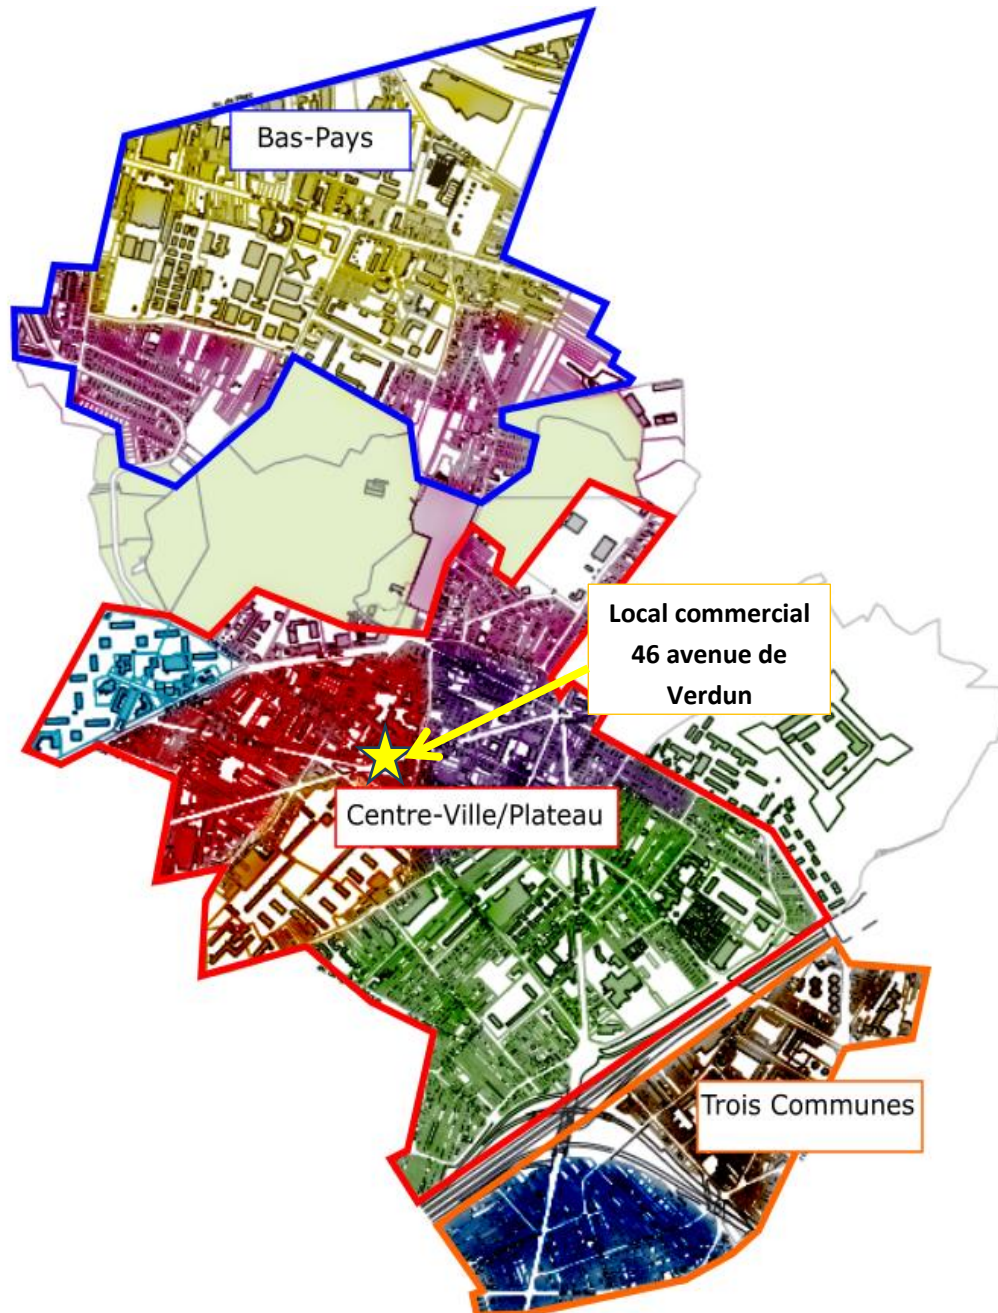 Bas-Pays
Local commercial
46 avenue de
Verdun
Centre-Ville/Plateau
Trois Communes